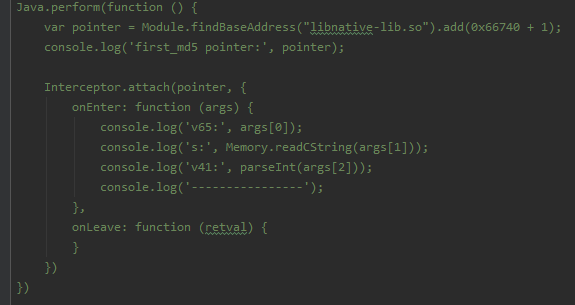 Java.perform(function () {
    var pointer = Module.findBaseAddress("libnative-lib.so").add(0x66740 + 1);
    console.log('first_md5 pointer:', pointer);

    Interceptor.attach(pointer, {
        onEnter: function (args) {
            console.log('v65:', args[0]);
            console.log('s:', Memory.readCString(args[1]));
            console.log('v41:', parseInt(args[2]));
            console.log('----------------');
        },
        onLeave: function (retval) {
        }
    })
})